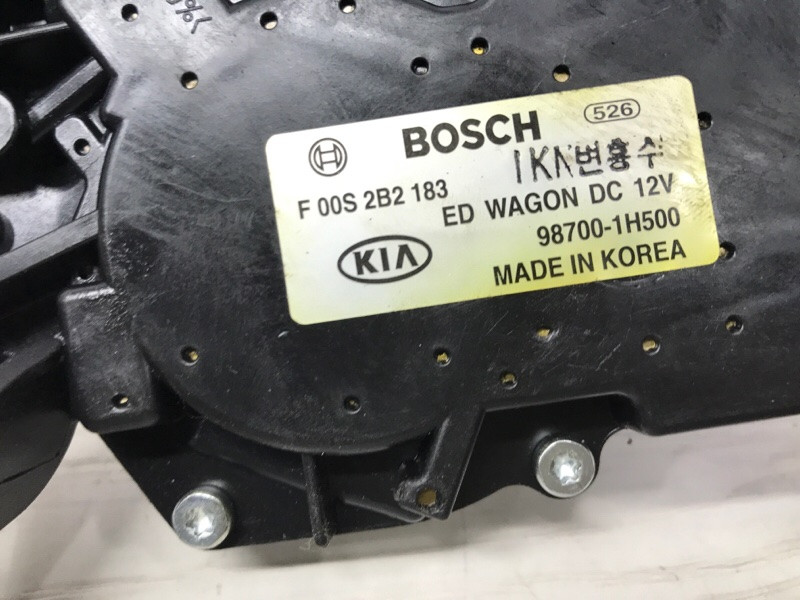 BOSCH 526
1KN변흥수
F 00S 2B2 183
ED WAGON DC 12V
KIA
98700-1H500
MADE IN KOREA